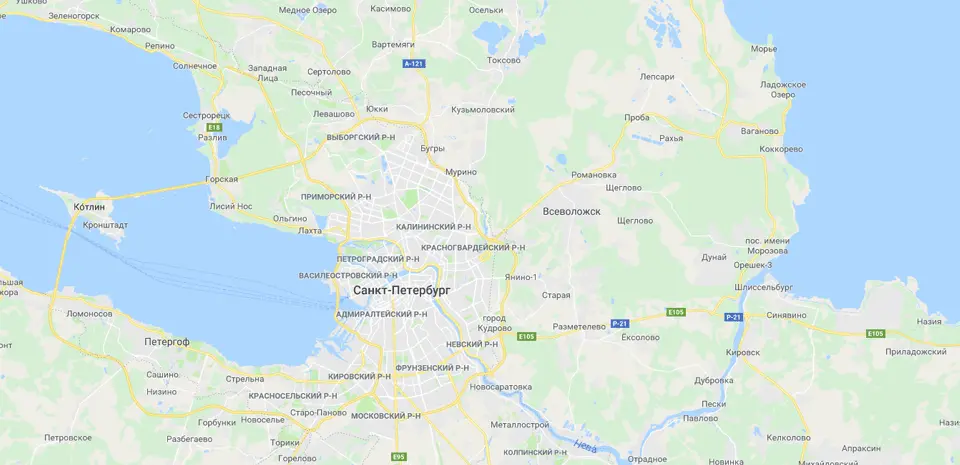 Ушково
Зеленогорск
Комарово
Репино
Солнечное
Медное Озеро
Касимово
Осельки
Вартемяги
А-121
Токсово
Западная
Лица
Сертолово
Песочный
Левашово
Юкки
Кузьмоловский
Морье
Лепсари
Ладожское
Озеро
Проба
Рахья
Ваганово
Коккорево
Сестрорецк
E18
Разлив
ВЫБОРГСКИЙ Р-Н
Бугры
Мурино
Романовка
Щеглово
Горская
Лисий Нос
ПРИМОРСКИЙ Р-Н
Котлин
Кронштадт
Ольгино
Лахта
КАЛИНИНСКИЙ Р-Н
Всеволожск
Щеглово
КРАСНОГВАРДЕЙСКИЙ Р-Н
ПЕТРОГРАДСКИЙ Р-Н
ВАСИЛЕОСТРОВСКИЙ Р-Н
Янино-1
Дунай
пос. имени
Морозова
Орешек-3
Шлиссельбург
Санкт-Петербург
Старая
АДМИРАЛТЕЙСКИЙ Р-Н
город
Кудрово
E105
Разметелево
Р-21
Ексолово
E105
Р-21
Синявино
E105
Назия
Приладожский
Ломоносов
Петергоф
НЕВСКИЙ Р-Н
Кировск
Сашино
Низино
Стрельна
КИРОВСКИЙ Р-Н
ФРУНЗЕНСКИЙ Р-Н
Новосаратовка
Дубровка
Пески
Павлово
КРАСНОСЕЛЬСКИЙ Р-Н
Старо-Паново
МОСКОВСКИЙ Р-Н
Металлострой
Горбунки
Новоселье
Петровское
Разбегаево
Торики
Горелово
E95
Нева
КОЛПИНСКИЙ Р-Н
Отрадное
Келколово
Апраксин
Михайловский